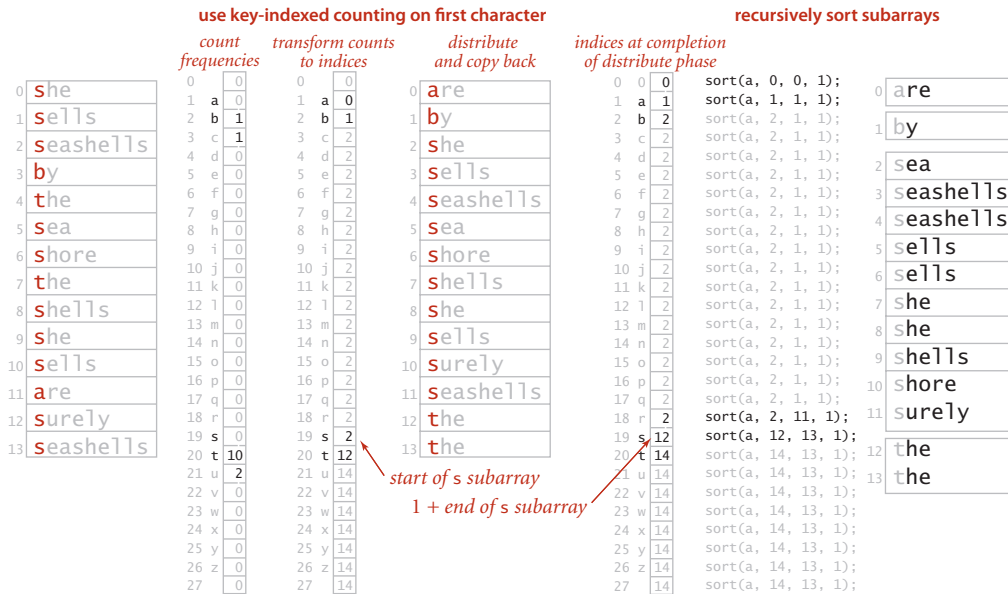 use key-indexed counting on first character
recursively sort subarrays
0 she
1 sells
2 seashells
3 by
4 the
5 sea
6 shore
7 the
8 shells
9 she
10 sells
11 are
12 surely
13 seashells
count
frequencies
0 0
1 a 0
2 b 1
3 c 1
4 d 0
5 e 0
6 f 0
7 g 0
8 h 0
9 i 0
10 j 0
11 k 0
12 l 0
13 m 0
14 n 0
15 o 0
16 p 0
17 q 0
18 r 0
19 s 0
20 t 10
21 u 2
22 v 0
23 w 0
24 x 0
25 y 0
26 z 0
27 0
transform counts
to indices
0 0
1 a 0
2 b 1
3 c 2
4 d 2
5 e 2
6 f 2
7 g 2
8 h 2
9 i 2
10 j 2
11 k 2
12 l 2
13 m 2
14 n 2
15 o 2
16 p 2
17 q 2
18 r 2
19 s 2
20 t 12
21 u 14
22 v 14
23 w 14
24 x 14
25 y 14
26 z 14
27 14
distribute
and copy back
0 are
1 by
2 she
3 sells
4 seashells
5 sea
6 shore
7 shells
8 she
9 sells
10 surely
11 seashells
12 the
13 the
start of s subarray
1 + end of s subarray
indices at completion
of distribute phase
0 0 0 sort(a, 0, 0, 1);
1 a 1 sort(a, 1, 1, 1);
2 b 2 sort(a, 2, 1, 1);
3 c 2 sort(a, 2, 1, 1);
4 d 2 sort(a, 2, 1, 1);
5 e 2 sort(a, 2, 1, 1);
6 f 2 sort(a, 2, 1, 1);
7 g 2 sort(a, 2, 1, 1);
8 h 2 sort(a, 2, 1, 1);
9 i 2 sort(a, 2, 1, 1);
10 j 2 sort(a, 2, 1, 1);
11 k 2 sort(a, 2, 1, 1);
12 l 2 sort(a, 2, 1, 1);
13 m 2 sort(a, 2, 1, 1);
14 n 2 sort(a, 2, 1, 1);
15 o 2 sort(a, 2, 1, 1);
16 p 2 sort(a, 2, 1, 1);
17 q 2 sort(a, 2, 1, 1);
18 r 2 sort(a, 2, 11, 1);
19 s 12 sort(a, 12, 13, 1);
20 t 14 sort(a, 14, 13, 1);
21 u 14 sort(a, 14, 13, 1);
22 v 14 sort(a, 14, 13, 1);
23 w 14 sort(a, 14, 13, 1);
24 x 14 sort(a, 14, 13, 1);
25 y 14 sort(a, 14, 13, 1);
26 z 14 sort(a, 14, 13, 1);
27 14 sort(a, 14, 13, 1);
0 are
1 by
2 sea
3 seashells
4 seashells
5 sells
6 sells
7 she
8 she
9 shells
10 shore
11 surely
12 the
13 the